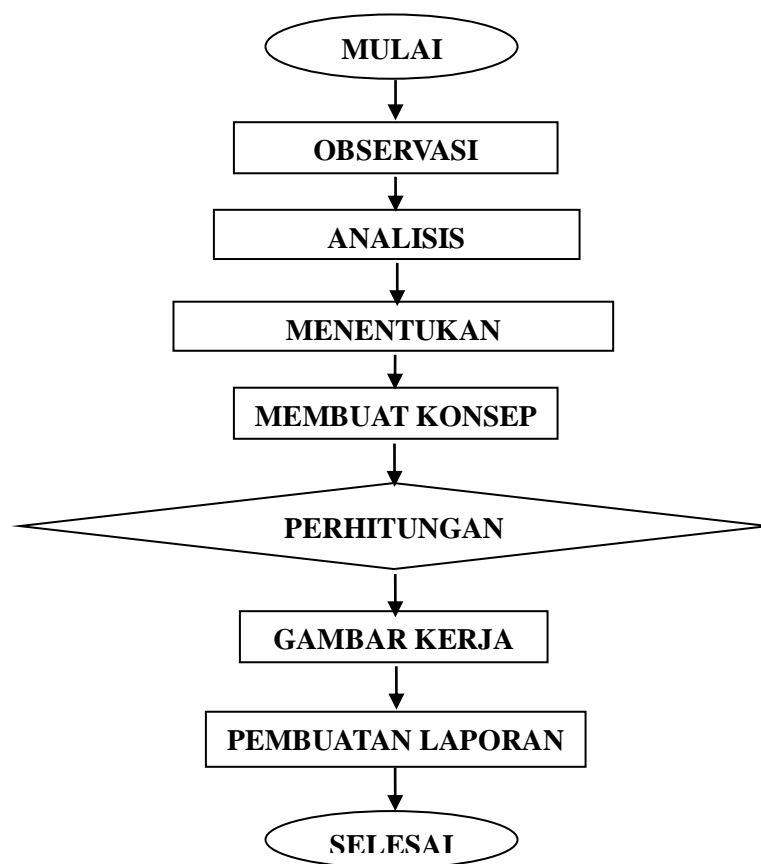 MULAI
OBSERVASI
ANALISIS
MENENTUKAN
MEMBUAT KONSEP
PERHITUNGAN
GAMBAR KERJA
PEMBUATAN LAPORAN
SELESAI